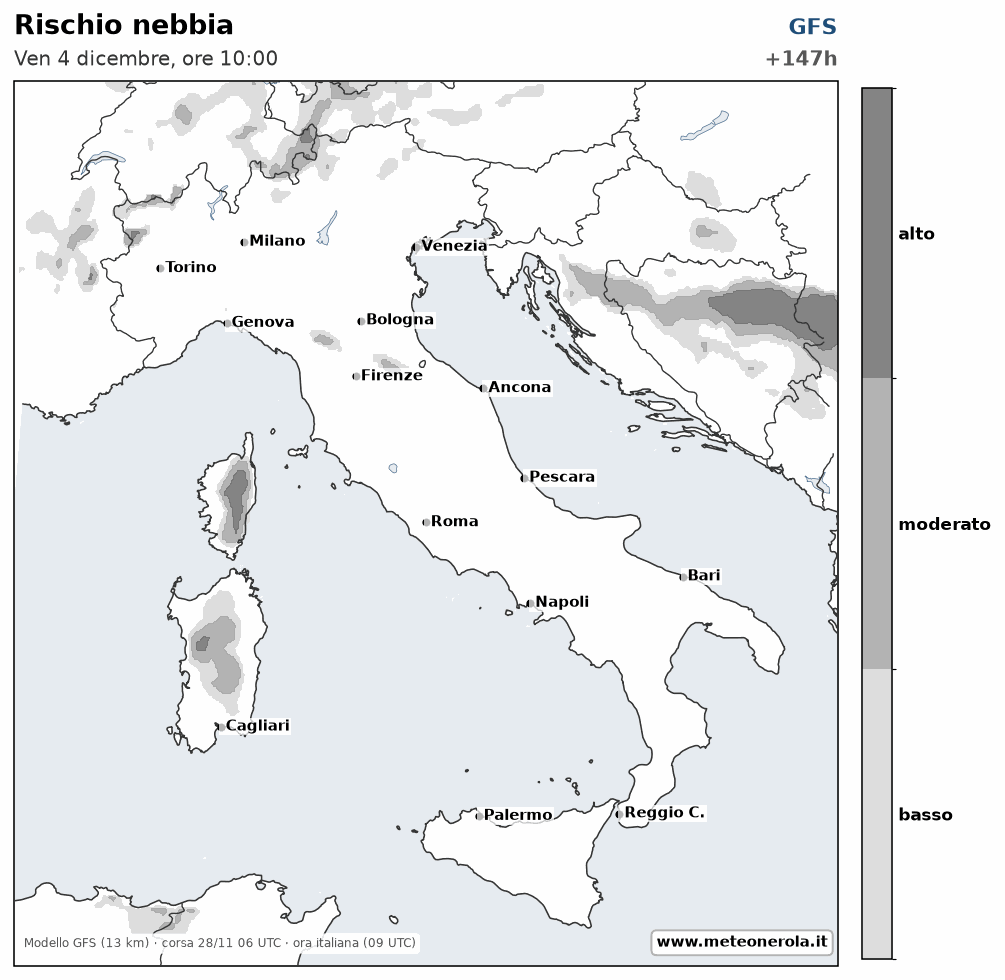 Rischio nebbia
GFS
Ven 4 dicembre, ore 10:00
+147h
alto
Milano
Venezia
Torino
Bologna
Genova
Firenze
Ancona
Pescara
Roma
moderato
Bari
Napoli
Cagliari
Palermo
Reggio C.
basso
Modello GFS (13 km) · corsa 28/11 06 UTC · ora italiana (09 UTC)
www.meteonerola.it